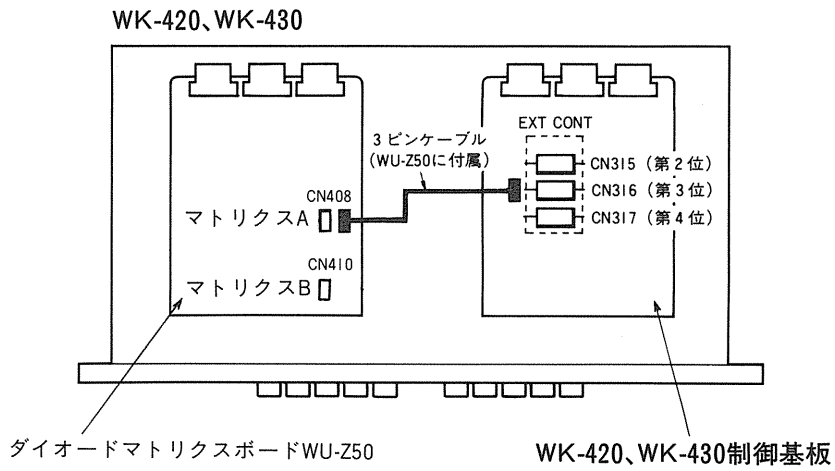 WK-420、WK-430
EXT CONT
3ピンケーブル
(WU-Z50に付属)
CN315 (第2位)
CN316 (第3位)
CN317 (第4位)
CN408
マトリクスA
CN410
マトリクスB
ダイオードマトリクスボードWU-Z50
WK-420、WK-430制御基板